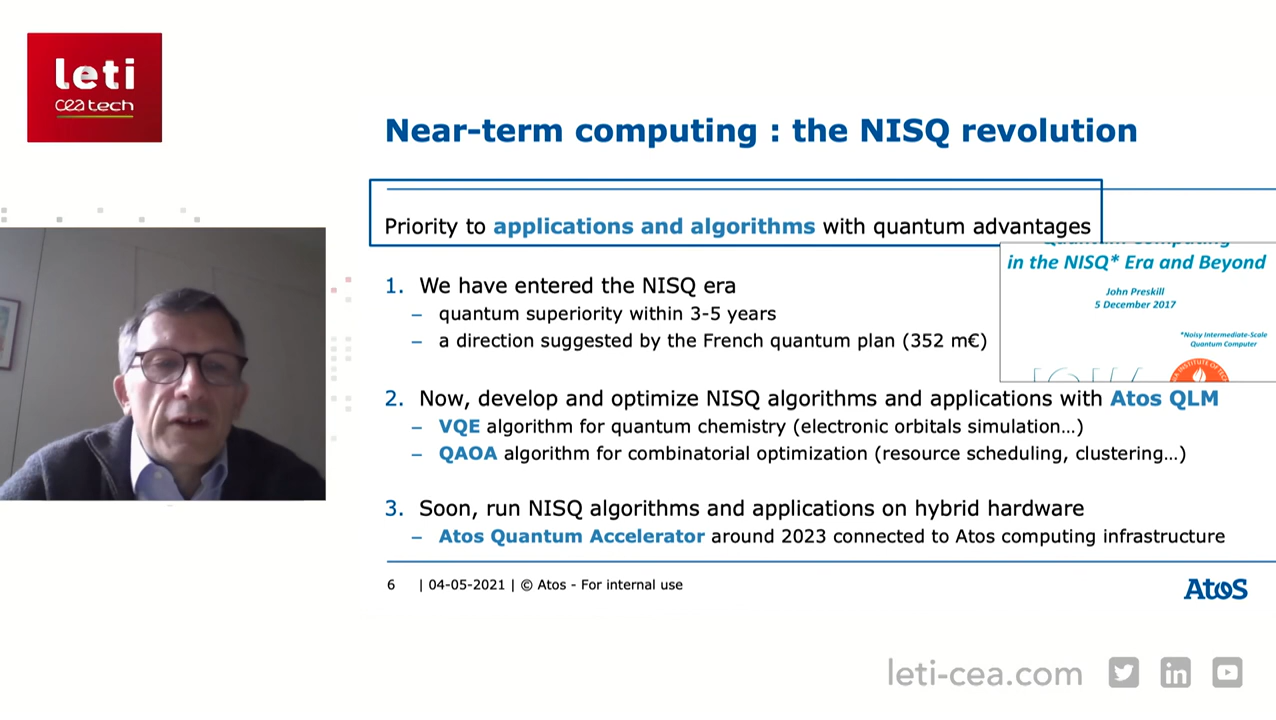 leti
cea tech
Near-term computing : the NISQ revolution
Priority to applications and algorithms with quantum advantages
Quantum Computing
in the NISQ* Era and Beyond
John Preskill
5 December 2017
*Noisy Intermediate-Scale
Quantum Computer
1. We have entered the NISQ era
– quantum superiority within 3-5 years
– a direction suggested by the French quantum plan (352 m€)
2. Now, develop and optimize NISQ algorithms and applications with Atos QLM
– VQE algorithm for quantum chemistry (electronic orbitals simulation…)
– QAOA algorithm for combinatorial optimization (resource scheduling, clustering…)
3. Soon, run NISQ algorithms and applications on hybrid hardware
– Atos Quantum Accelerator around 2023 connected to Atos computing infrastructure
6 | 04-05-2021 | © Atos - For internal use
Atos
leti-cea.com